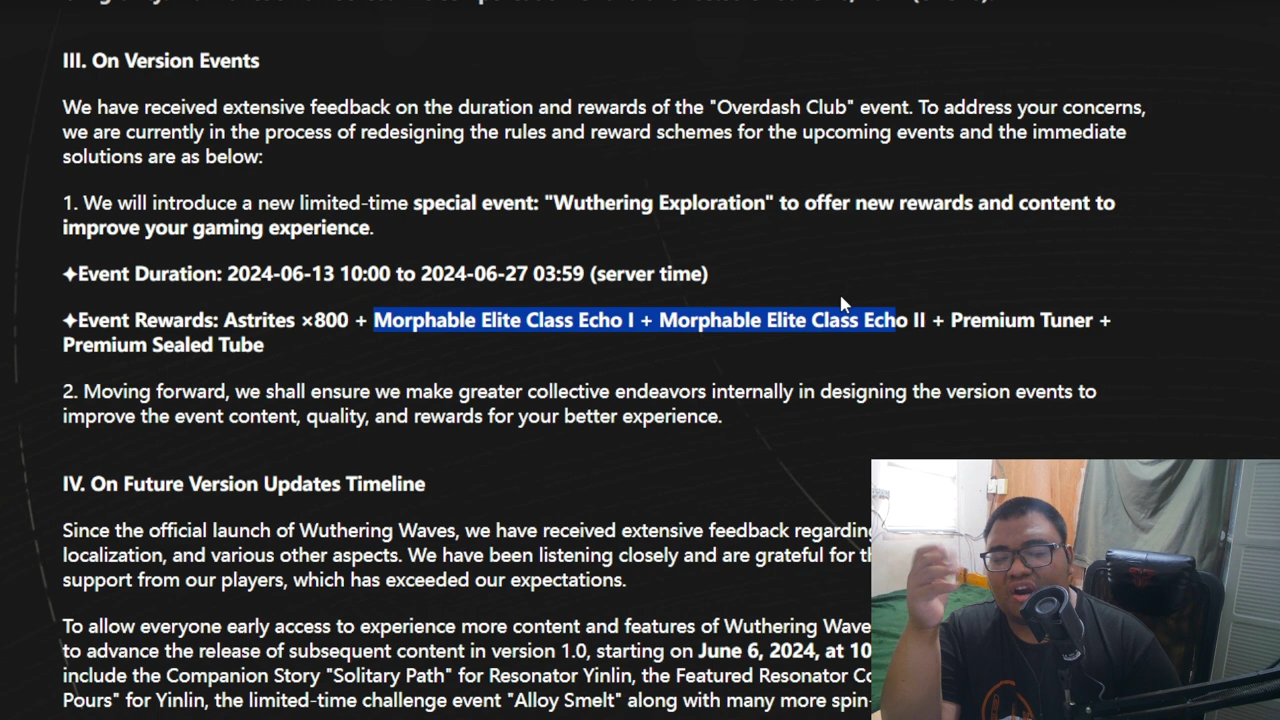 III. On Version Events
We have received extensive feedback on the duration and rewards of the "Overdash Club" event. To address your concerns,
we are currently in the process of redesigning the rules and reward schemes for the upcoming events and the immediate
solutions are as below:
1. We will introduce a new limited-time special event: "Wuthering Exploration" to offer new rewards and content to
improve your gaming experience.
✦Event Duration: 2024-06-13 10:00 to 2024-06-27 03:59 (server time)
✦Event Rewards: Astrites ×800 + Morphable Elite Class Echo I + Morphable Elite Class Echo II + Premium Tuner +
Premium Sealed Tube
2. Moving forward, we shall ensure we make greater collective endeavors internally in designing the version events to
improve the event content, quality, and rewards for your better experience.
IV. On Future Version Updates Timeline
Since the official launch of Wuthering Waves, we have received extensive feedback regarding
localization, and various other aspects. We have been listening closely and are grateful for
support from our players, which has exceeded our expectations.
To allow everyone early access to experience more content and features of Wuthering
to advance the release of subsequent content in version 1.0, starting on June 6, 2024, at 10
include the Companion Story "Solitary Path" for Resonator Yinlin, the Featured Resonator
Pours" for Yinlin, the limited-time challenge event "Alloy Smelt" along with many more